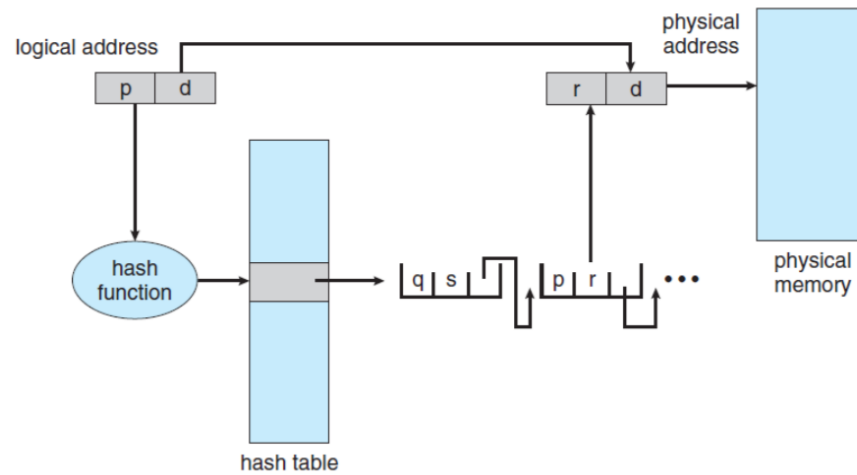 logical address
p d
physical
address
r d
hash
function
q s
p r
•••
physical
memory
hash table